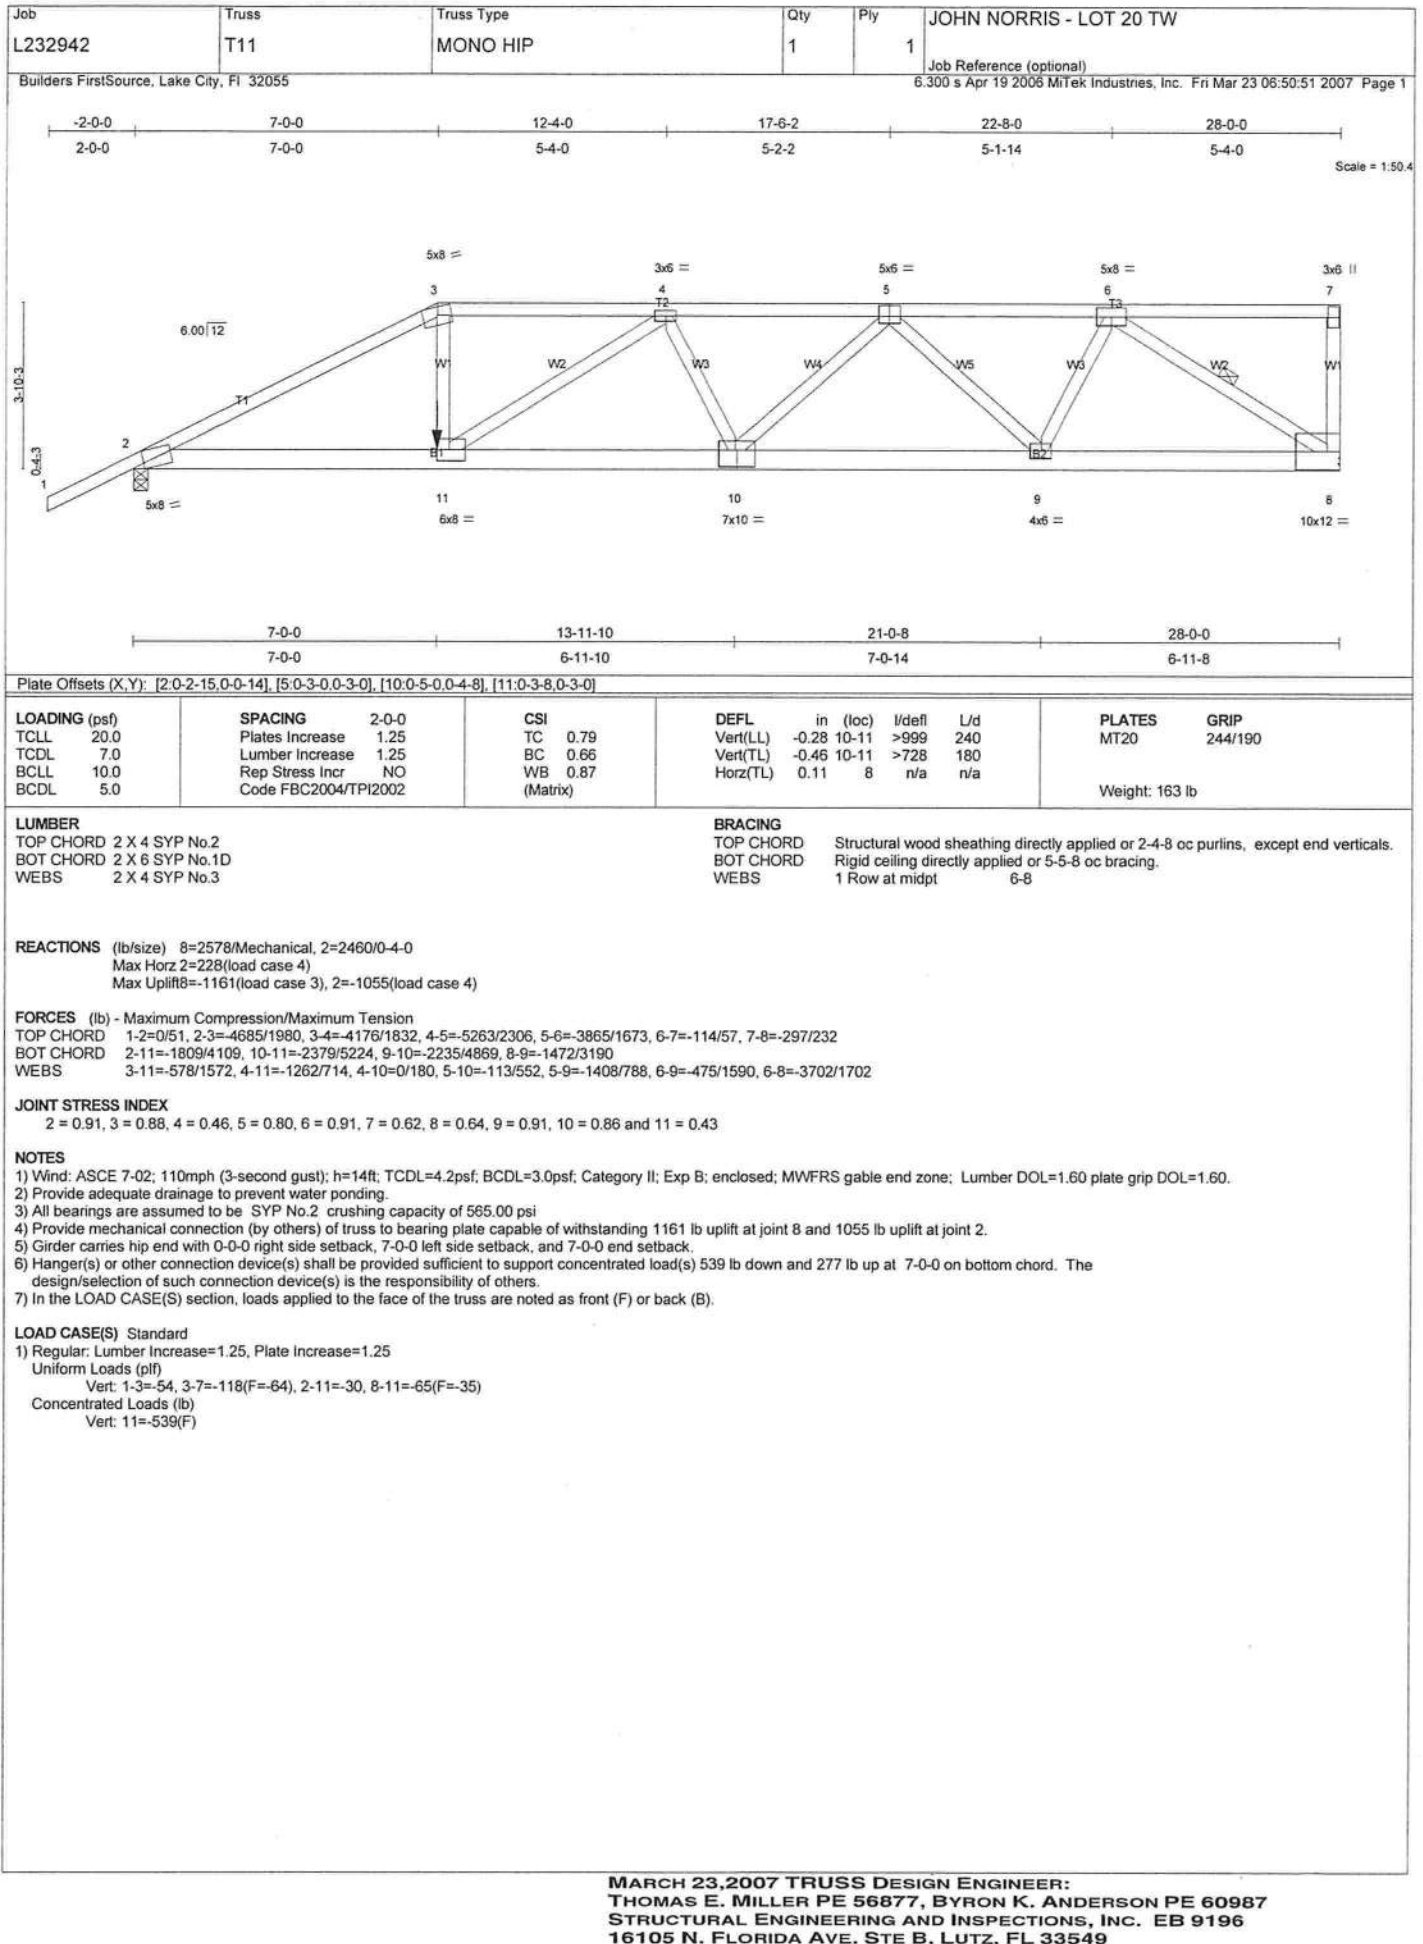 Job Truss Truss Type Qty Ply JOHN NORRIS - LOT 20 TW
L232942 T11 MONO HIP 1 1
Job Reference (optional)
Builders FirstSource, Lake City, Fl 32055 6.300 s Apr 19 2006 MiTek Industries, Inc. Fri Mar 23 06:50:51 2007 Page 1
-2-0-0 7-0-0 12-4-0 17-6-2 22-8-0 28-0-0
2-0-0 7-0-0 5-4-0 5-2-2 5-1-14 5-4-0
Scale = 1:50.4
5x8 =
3x6 = 5x6 = 5x8 = 3x6 II
3 4 5 6 7
T2 T3
6.00 12
W1 W2 W3 W4 W5 W3 W2 W1
3-10-3
T1
2
0-4-3
B1 B2
1
5x8 =
11 10 9 8
6x8 = 7x10 = 4x6 = 10x12 =
7-0-0 13-11-10 21-0-8 28-0-0
7-0-0 6-11-10 7-0-14 6-11-8
Plate Offsets (X,Y): [2:0-2-15,0-0-14], [5:0-3-0,0-3-0], [10:0-5-0,0-4-8], [11:0-3-8,0-3-0]
LOADING (psf) SPACING 2-0-0 CSI DEFL in (loc) l/defl L/d PLATES GRIP
TCLL 20.0 Plates Increase 1.25 TC 0.79 Vert(LL) -0.28 10-11 >999 240 MT20 244/190
TCDL 7.0 Lumber Increase 1.25 BC 0.66 Vert(TL) -0.46 10-11 >728 180
BCLL 10.0 Rep Stress Incr NO WB 0.87 Horz(TL) 0.11 8 n/a n/a
BCDL 5.0 Code FBC2004/TPI2002 (Matrix) Weight: 163 lb
LUMBER BRACING
TOP CHORD 2 X 4 SYP No.2 TOP CHORD Structural wood sheathing directly applied or 2-4-8 oc purlins, except end verticals.
BOT CHORD 2 X 6 SYP No.1D BOT CHORD Rigid ceiling directly applied or 5-5-8 oc bracing.
WEBS 2 X 4 SYP No.3 WEBS 1 Row at midpt 6-8
REACTIONS (lb/size) 8=2578/Mechanical, 2=2460/0-4-0
Max Horz 2=228(load case 4)
Max Uplift8=-1161(load case 3), 2=-1055(load case 4)
FORCES (lb) - Maximum Compression/Maximum Tension
TOP CHORD 1-2=0/51, 2-3=-4685/1980, 3-4=-4176/1832, 4-5=-5263/2306, 5-6=-3865/1673, 6-7=-114/57, 7-8=-297/232
BOT CHORD 2-11=-1809/4109, 10-11=-2379/5224, 9-10=-2235/4869, 8-9=-1472/3190
WEBS 3-11=-578/1572, 4-11=-1262/714, 4-10=0/180, 5-10=-113/552, 5-9=-1408/788, 6-9=-475/1590, 6-8=-3702/1702
JOINT STRESS INDEX
2 = 0.91, 3 = 0.88, 4 = 0.46, 5 = 0.80, 6 = 0.91, 7 = 0.62, 8 = 0.64, 9 = 0.91, 10 = 0.86 and 11 = 0.43
NOTES
1) Wind: ASCE 7-02; 110mph (3-second gust); h=14ft; TCDL=4.2psf; BCDL=3.0psf; Category II; Exp B; enclosed; MWFRS gable end zone; Lumber DOL=1.60 plate grip DOL=1.60.
2) Provide adequate drainage to prevent water ponding.
3) All bearings are assumed to be SYP No.2 crushing capacity of 565.00 psi
4) Provide mechanical connection (by others) of truss to bearing plate capable of withstanding 1161 lb uplift at joint 8 and 1055 lb uplift at joint 2.
5) Girder carries hip end with 0-0-0 right side setback, 7-0-0 left side setback, and 7-0-0 end setback.
6) Hanger(s) or other connection device(s) shall be provided sufficient to support concentrated load(s) 539 lb down and 277 lb up at 7-0-0 on bottom chord. The
design/selection of such connection device(s) is the responsibility of others.
7) In the LOAD CASE(S) section, loads applied to the face of the truss are noted as front (F) or back (B).
LOAD CASE(S) Standard
1) Regular: Lumber Increase=1.25, Plate Increase=1.25
Uniform Loads (plf)
Vert: 1-3=-54, 3-7=-118(F=-64), 2-11=-30, 8-11=-65(F=-35)
Concentrated Loads (lb)
Vert: 11=-539(F)
MARCH 23,2007 TRUSS DESIGN ENGINEER:
THOMAS E. MILLER PE 56877, BYRON K. ANDERSON PE 60987
STRUCTURAL ENGINEERING AND INSPECTIONS, INC. EB 9196
16105 N. FLORIDA AVE. STE B. LUTZ, FL 33549